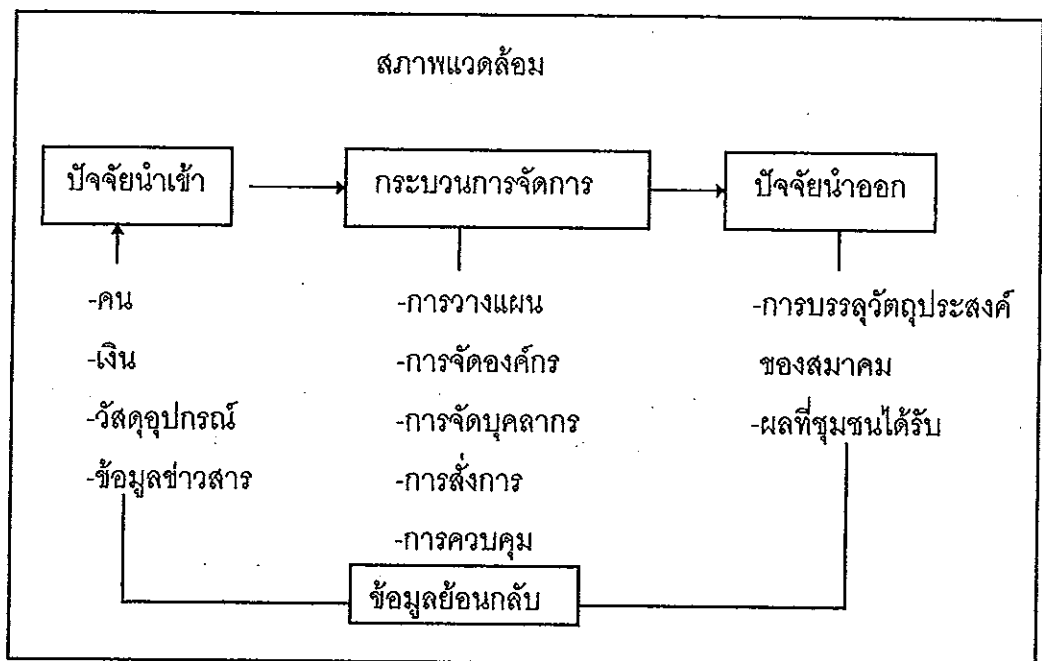 สภาพแวดล้อม
ปัจจัยนำเข้า
กระบวนการจัดการ
ปัจจัยนำออก
-คน
-เงิน
-วัสดุอุปกรณ์
-ข้อมูลข่าวสาร
-การวางแผน
-การจัดองค์กร
-การจัดบุคลากร
-การสั่งการ
-การควบคุม
-การบรรลุวัตถุประสงค์
ของสมาคม
-ผลที่ชุมชนได้รับ
ข้อมูลย้อนกลับ